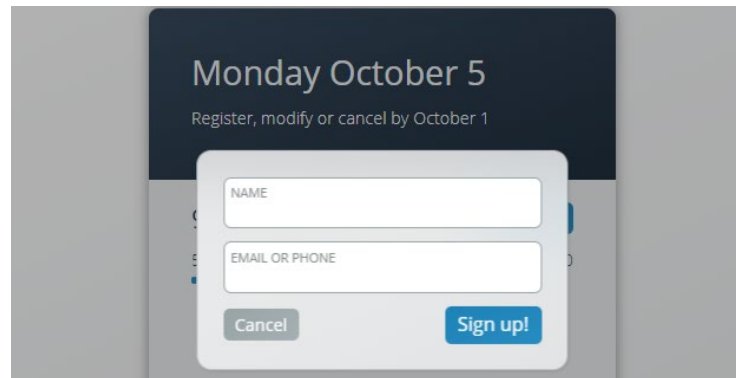 Monday October 5
Register, modify or cancel by October 1
NAME
EMAIL OR PHONE
Cancel
Sign up!